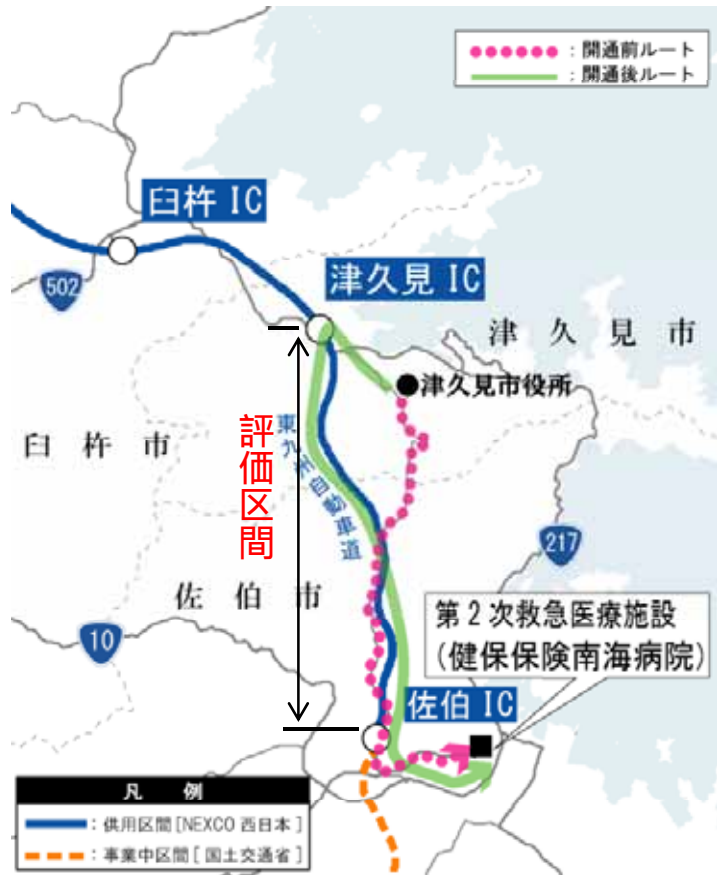 ：開通前ルート
：開通後ルート
臼杵 IC
502
津久見 IC
津久見市
津久見市役所
臼杵市
評価区間
東九州自動車道
217
佐伯市
10
第２次救急医療施設
(健保保険南海病院)
佐伯 IC
凡例
：供用区間［NEXCO 西日本］
：事業中区間［国土交通省］